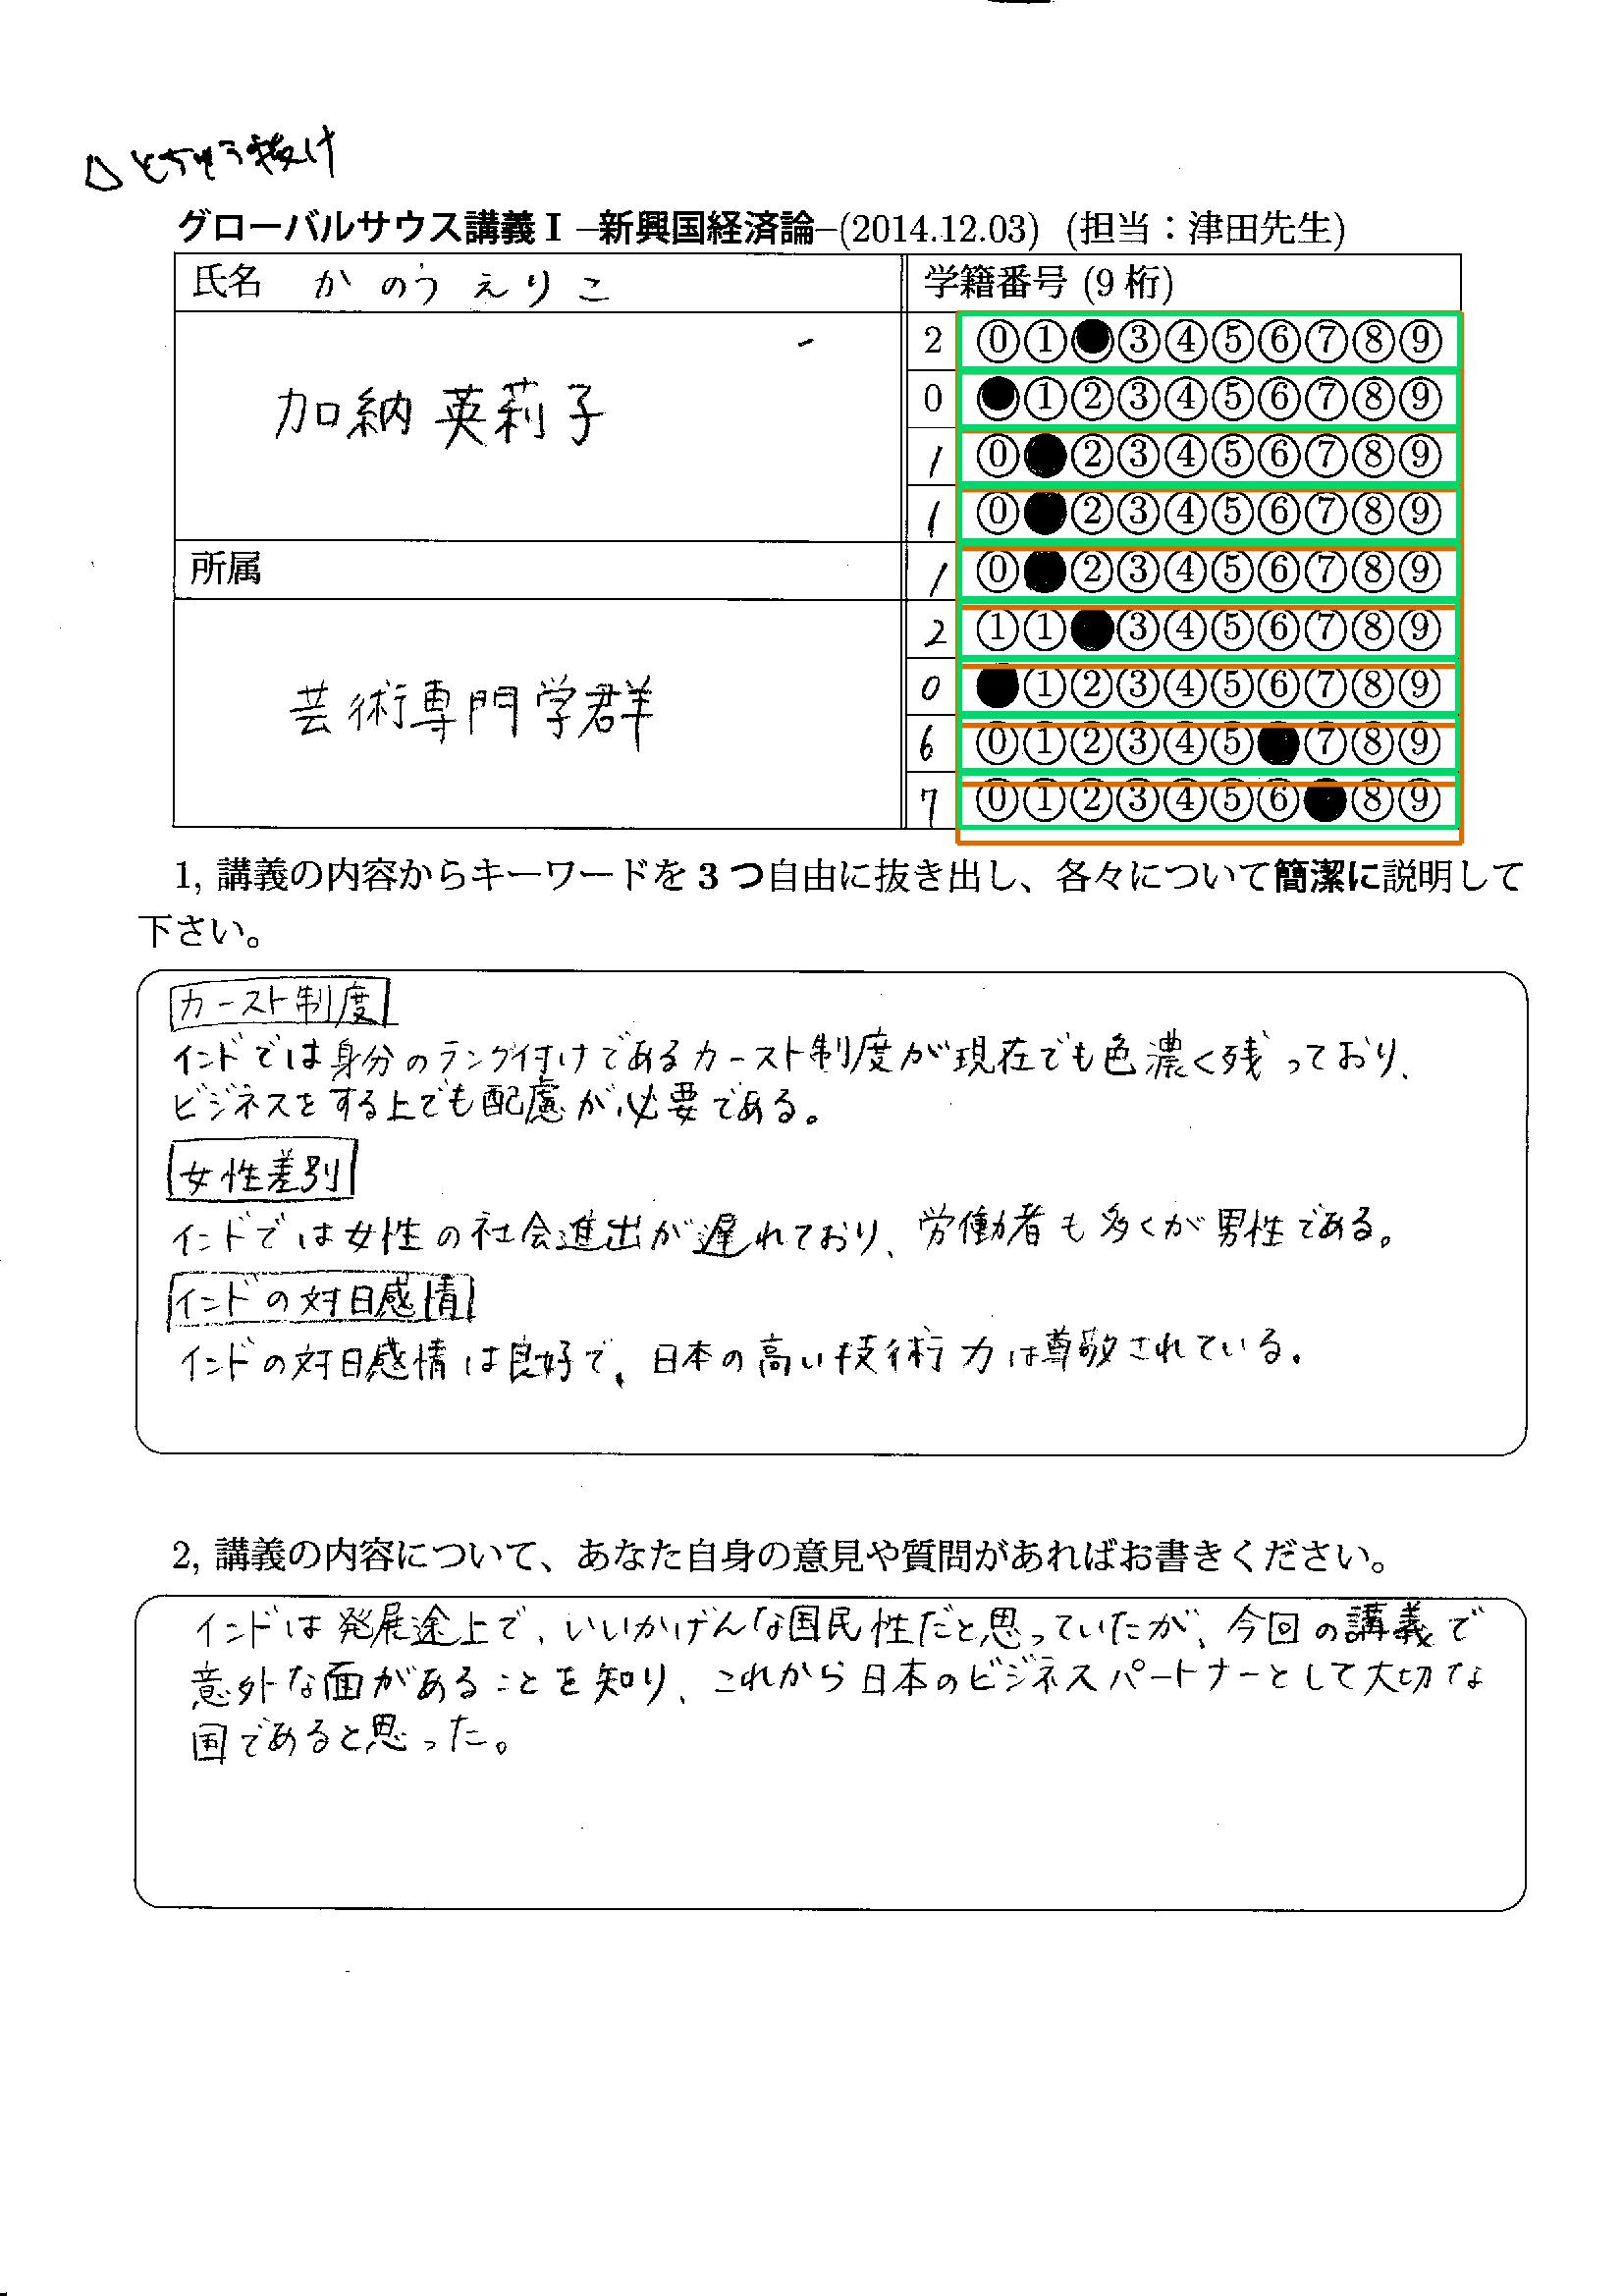 △とちゅう抜け
グローバルサウス講義 I –新興国経済論–(2014.12.03) (担当：津田先生)
氏名 かのう えりこ 学籍番号 (9 桁)
2 ⓪①●③④⑤⑥⑦⑧⑨
加納 英莉子
0 ●①②③④⑤⑥⑦⑧⑨
1 ⓪●②③④⑤⑥⑦⑧⑨
1 ⓪●②③④⑤⑥⑦⑧⑨
所属 1 ⓪●②③④⑤⑥⑦⑧⑨
2 ①①●③④⑤⑥⑦⑧⑨
0 ●①②③④⑤⑥⑦⑧⑨
芸術専門学群
6 ⓪①②③④⑤●⑦⑧⑨
7 ⓪①②③④⑤⑥●⑧⑨
1, 講義の内容からキーワードを 3 つ自由に抜き出し、各々について簡潔に説明して
下さい。
カースト制度
インドでは身分のランク付けであるカースト制度が現在でも色濃く残っており、
ビジネスをする上でも配慮が必要である。
女性差別
インドでは女性の社会進出が遅れており、労働者も多くが男性である。
インドの対日感情
インドの対日感情は良好で、日本の高い技術力は尊敬されている。
2, 講義の内容について、あなた自身の意見や質問があればお書きください。
インドは発展途上で、いいかげんな国民性だと思っていたが、今回の講義で
意外な面があることを知り、これから日本のビジネスパートナーとして大切な
国であると思った。